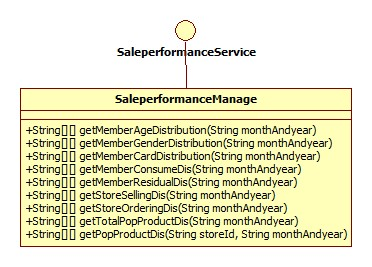 SaleperformanceService
SaleperformanceManage
+String[][] getMemberAgeDistribution(String monthAndyear)
+String[][] getMemberGenderDistribution(String monthAndyear)
+String[][] getMemberCardDistribution(String monthAndyear)
+String[][] getMemberConsumeDis(String monthAndyear)
+String[][] getMemberResidualDis(String monthAndyear)
+String[][] getStoreSellingDis(String monthAndyear)
+String[][] getStoreOrderingDis(String monthAndyear)
+String[][] getTotalPopProductDis(String monthAndyear)
+String[][] getPopProductDis(String storeId, String monthAndyear)